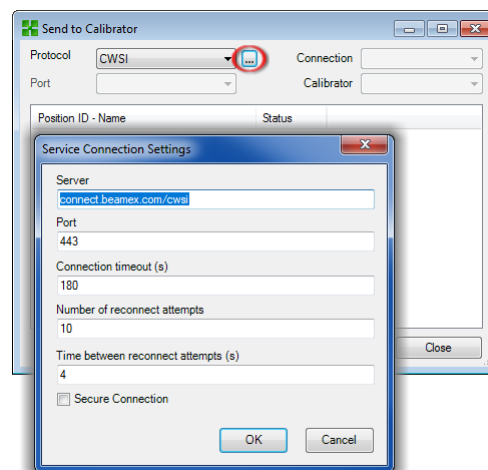 Send to Calibrator
Protocol CWSI ... Connection
Port Calibrator
Position ID - Name Status
Service Connection Settings
Server
connect.beamex.com/cwsi
Port
443
Connection timeout (s)
180
Number of reconnect attempts
10
Close
Time between reconnect attempts (s)
4
Secure Connection
OK Cancel